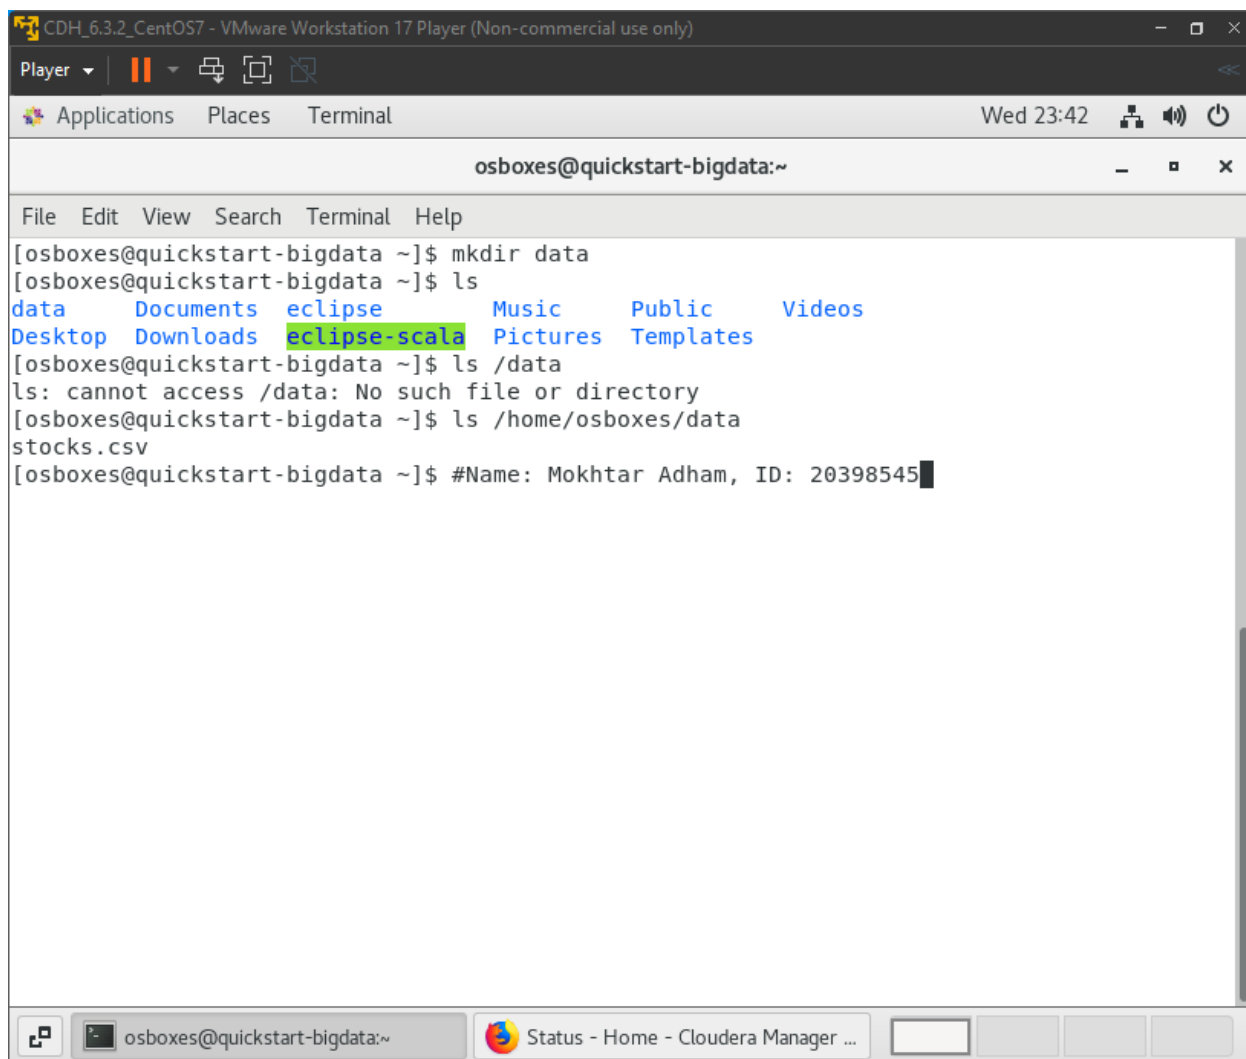 CDH_6.3.2_CentOS7 - VMware Workstation 17 Player (Non-commercial use only)
Player
Applications Places Terminal Wed 23:42
osboxes@quickstart-bigdata:~
File Edit View Search Terminal Help
[osboxes@quickstart-bigdata ~]$ mkdir data
[osboxes@quickstart-bigdata ~]$ ls
data Documents eclipse Music Public Videos
Desktop Downloads eclipse-scala Pictures Templates
[osboxes@quickstart-bigdata ~]$ ls /data
ls: cannot access /data: No such file or directory
[osboxes@quickstart-bigdata ~]$ ls /home/osboxes/data
stocks.csv
[osboxes@quickstart-bigdata ~]$ #Name: Mokhtar Adham, ID: 20398545
osboxes@quickstart-bigdata:~ Status - Home - Cloudera Manager ...